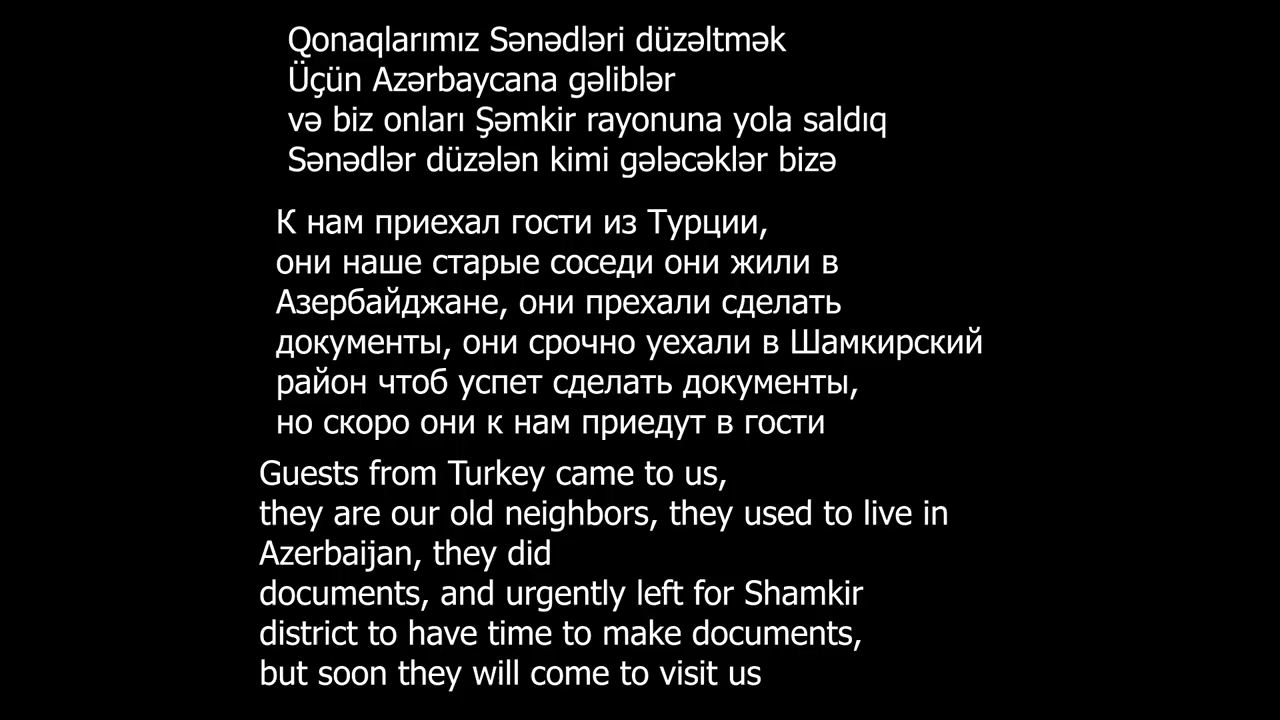 Qonaqlarımız Sənədləri düzəltmək
Üçün Azərbaycana gəliblər
və biz onları Şəmkir rayonuna yola saldıq
Sənədlər düzələn kimi gələcəklər bizə
К нам приехал гости из Турции,
они наше старые соседи они жили в
Азербайджане, они прехали сделать
документы, они срочно уехали в Шамкирский
район чтоб успет сделать документы,
но скоро они к нам приедут в гости
Guests from Turkey came to us,
they are our old neighbors, they used to live in
Azerbaijan, they did
documents, and urgently left for Shamkir
district to have time to make documents,
but soon they will come to visit us